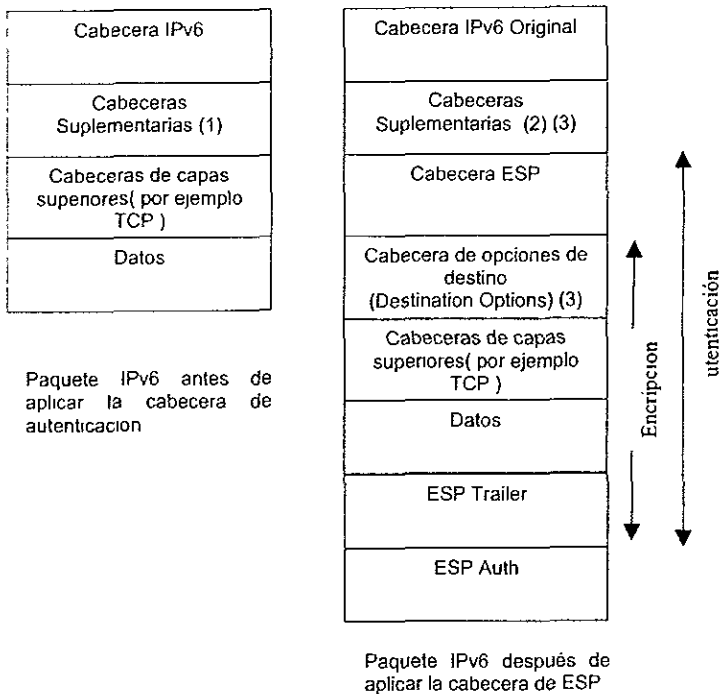 Cabecera IPv6
Cabeceras
Suplementarias (1)
Cabeceras de capas
superiores( por ejemplo
TCP )
Datos
Paquete IPv6 antes de
aplicar la cabecera de
autenticacion
Cabecera IPv6 Original
Cabeceras
Suplementarias (2) (3)
Cabecera ESP
Cabecera de opciones de
destino
(Destination Options) (3)
Cabeceras de capas
superiores( por ejemplo
TCP )
Datos
ESP Trailer
ESP Auth
Encripcion
utenticación
Paquete IPv6 después de
aplicar la cabecera de ESP